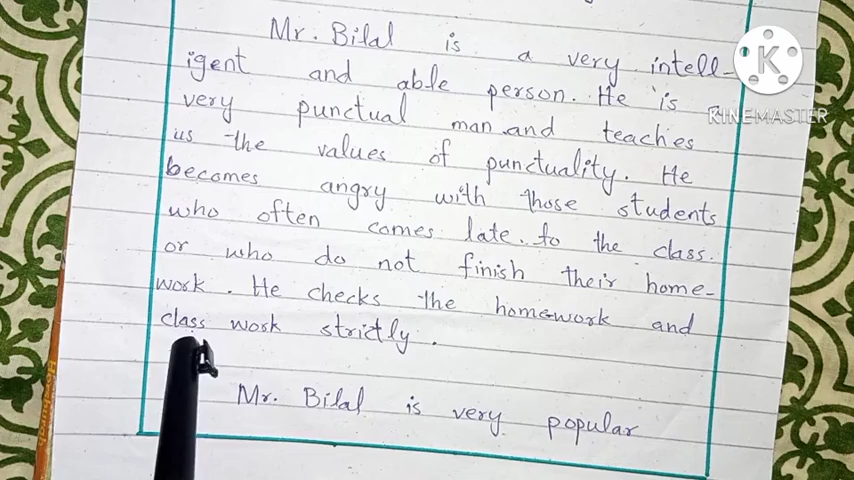 Mr. Bilal is a very intell-
igent and able person. He is
very punctual man and teaches
us the values of punctuality. He
becomes angry with those students
who often comes late to the class.
or who do not finish their home-
work. He checks the homework and
class work strictly.
Mr. Bilal is very popular
K
KINEMASTER